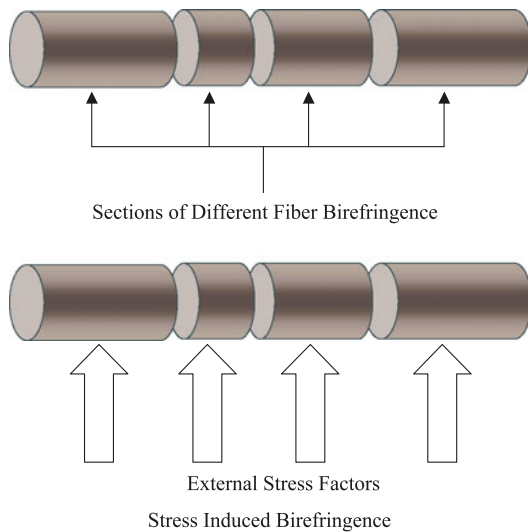 Sections of Different Fiber Birefringence
External Stress Factors
Stress Induced Birefringence